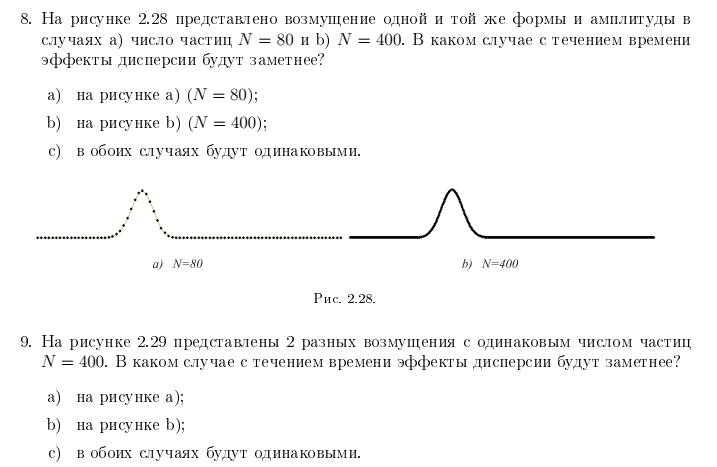 8. На рисунке 2.28 представлено возмущение одной и той же формы и амплитуды в
случаях a) число частиц N = 80 и b) N = 400. В каком случае с течением времени
эффекты дисперсии будут заметнее?
a) на рисунке a) (N = 80);
b) на рисунке b) (N = 400);
c) в обоих случаях будут одинаковыми.
a) N=80
b) N=400
Рис. 2.28.
9. На рисунке 2.29 представлены 2 разных возмущения с одинаковым числом частиц
N = 400. В каком случае с течением времени эффекты дисперсии будут заметнее?
a) на рисунке a);
b) на рисунке b);
c) в обоих случаях будут одинаковыми.